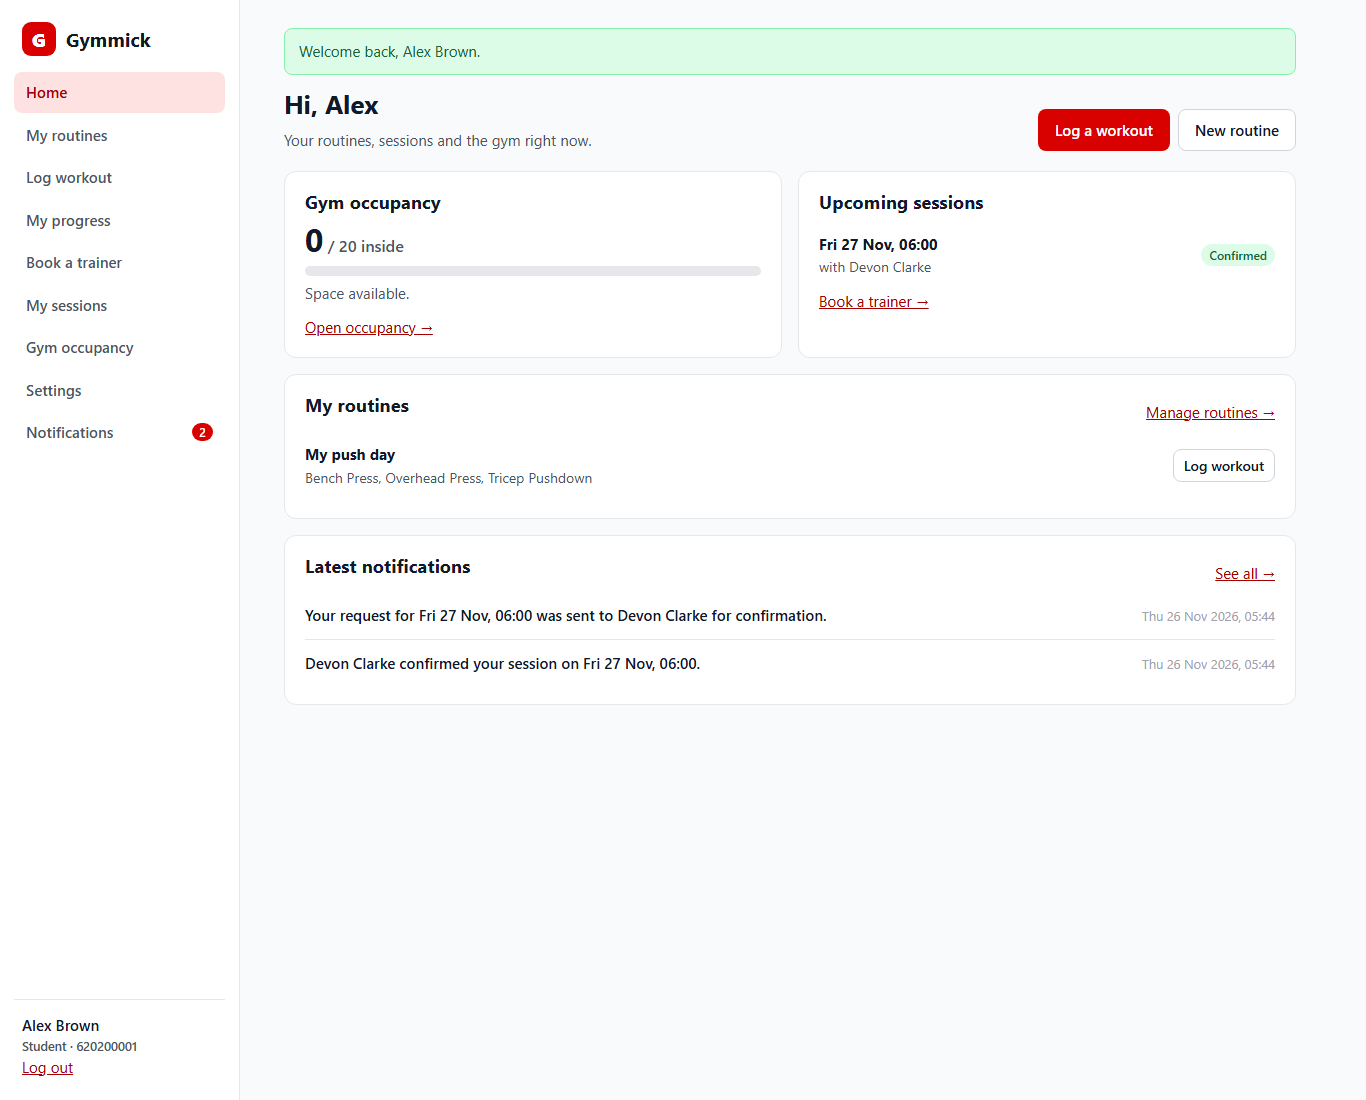 G Gymmick
Home
My routines
Log workout
My progress
Book a trainer
My sessions
Gym occupancy
Settings
Notifications 2
Alex Brown
Student · 620200001
Log out
Welcome back, Alex Brown.
Hi, Alex
Your routines, sessions and the gym right now.
Log a workout
New routine
Gym occupancy
0 / 20 inside
Space available.
Open occupancy →
Upcoming sessions
Fri 27 Nov, 06:00
with Devon Clarke
Confirmed
Book a trainer →
My routines
Manage routines →
My push day
Bench Press, Overhead Press, Tricep Pushdown
Log workout
Latest notifications
See all →
Your request for Fri 27 Nov, 06:00 was sent to Devon Clarke for confirmation.
Thu 26 Nov 2026, 05:44
Devon Clarke confirmed your session on Fri 27 Nov, 06:00.
Thu 26 Nov 2026, 05:44